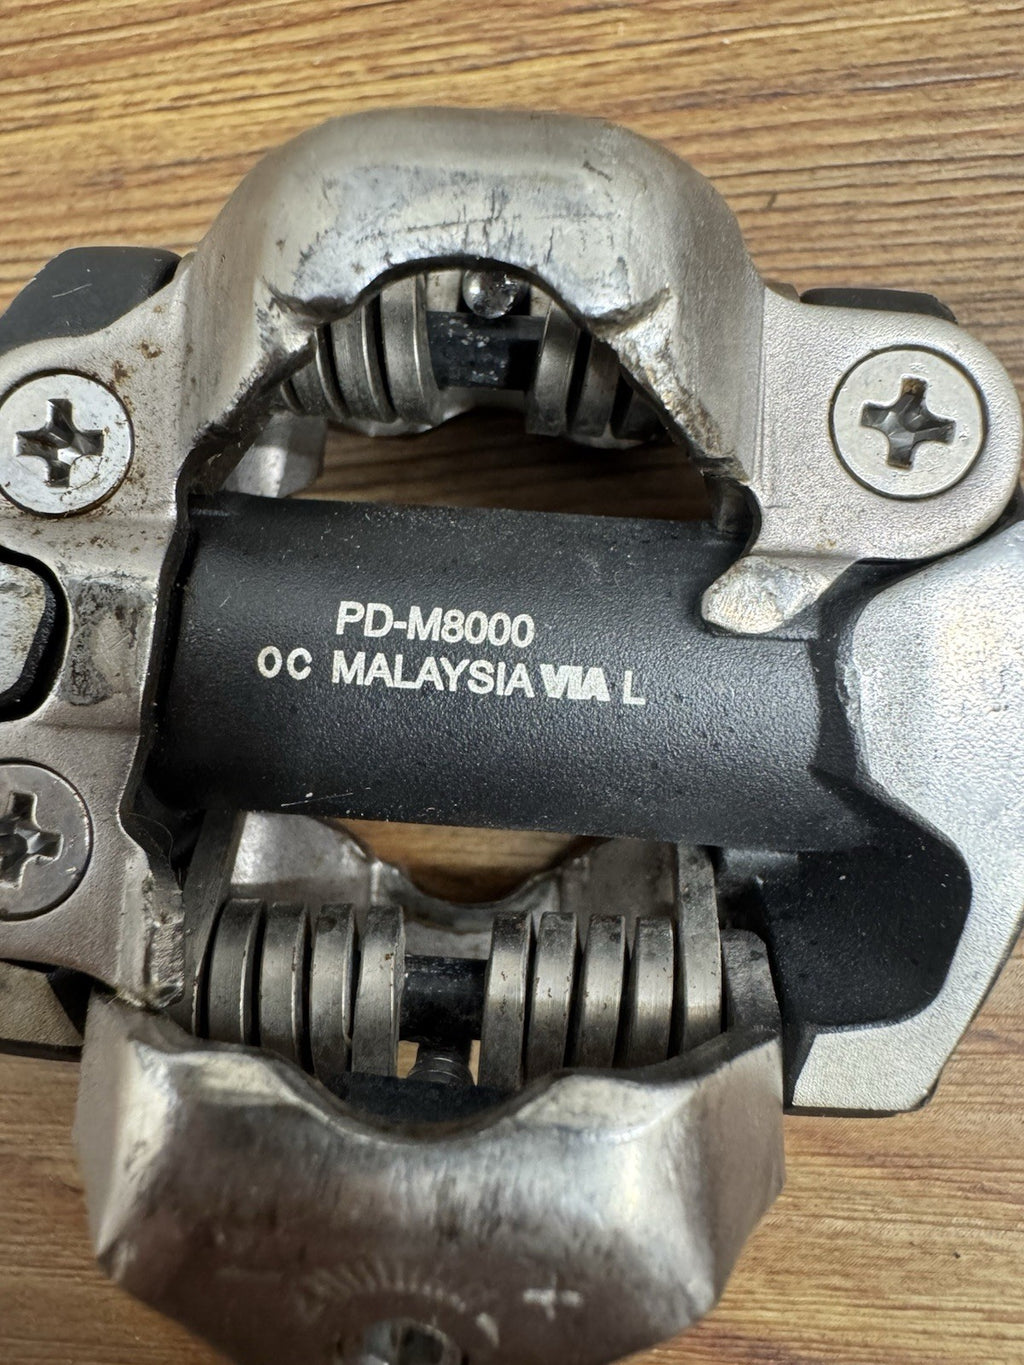 PD-M8000
OC MALAYSIA VIA L
- +